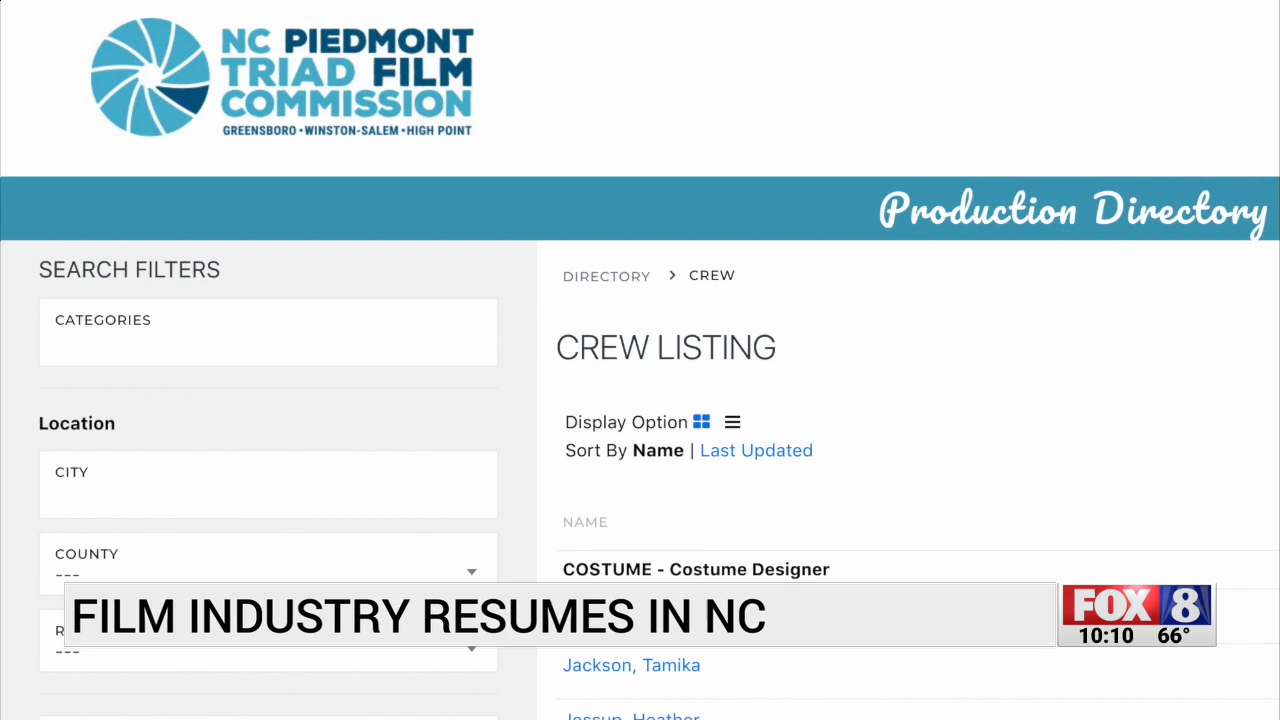 NC PIEDMONT
TRIAD FILM
COMMISSION
GREENSBORO • WINSTON-SALEM • HIGH POINT
Production Directory
SEARCH FILTERS
CATEGORIES
Location
CITY
COUNTY
---
R
---
DIRECTORY > CREW
CREW LISTING
Display Option
Sort By Name | Last Updated
NAME
COSTUME - Costume Designer
Jackson, Tamika
Jessup, Heather
FILM INDUSTRY RESUMES IN NC
FOX 8
10:10 66°